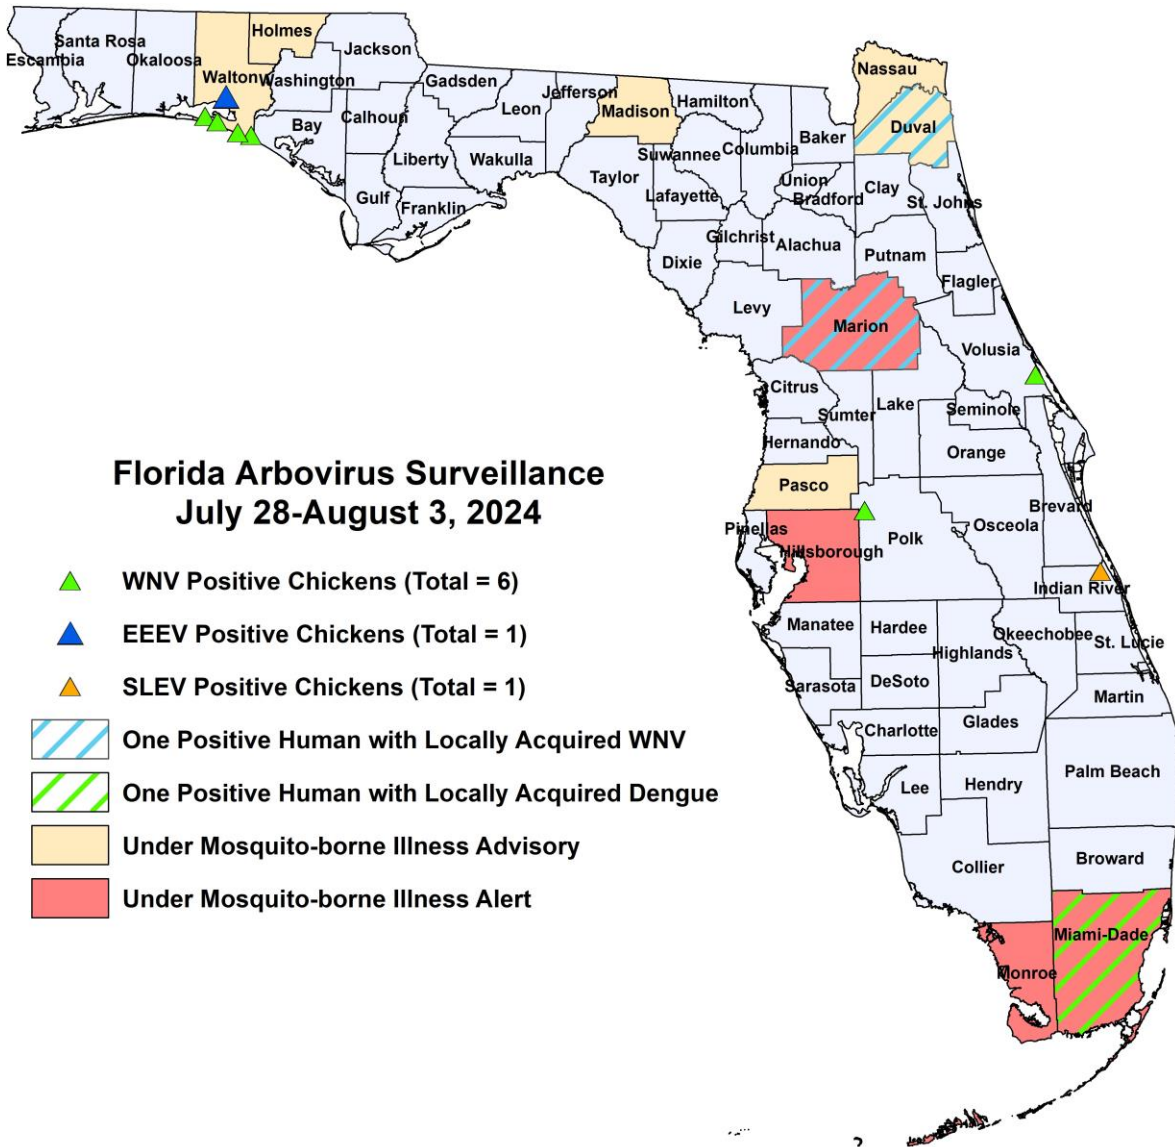 Holmes
Jackson
Santa Rosa
Escambia
Okaloosa
Walton
Washington
Gadsden
Nassau
Jefferson
Leon
Madison
Hamilton
Duval
Bay
Calhoun
Baker
Columbia
Suwannee
Liberty
Wakulla
Taylor
Union
Clay
Lafayette
Bradford
St. Johns
Gulf
Franklin
Gilchrist
Alachua
Putnam
Dixie
Flagler
Levy
Marion
Volusia
Citrus
Sumter
Lake
Seminole
Hernando
Orange
Florida Arbovirus Surveillance
July 28-August 3, 2024
Pasco
Brevard
Pinellas
Osceola
Polk
Hillsborough
WNV Positive Chickens (Total = 6)
Indian River
EEEV Positive Chickens (Total = 1)
Manatee
Hardee
Okeechobee
St. Lucie
Highlands
SLEV Positive Chickens (Total = 1)
Sarasota
DeSoto
Martin
Charlotte
Glades
One Positive Human with Locally Acquired WNV
Palm Beach
Lee
Hendry
One Positive Human with Locally Acquired Dengue
Under Mosquito-borne Illness Advisory
Collier
Broward
Under Mosquito-borne Illness Alert
Miami-Dade
Monroe